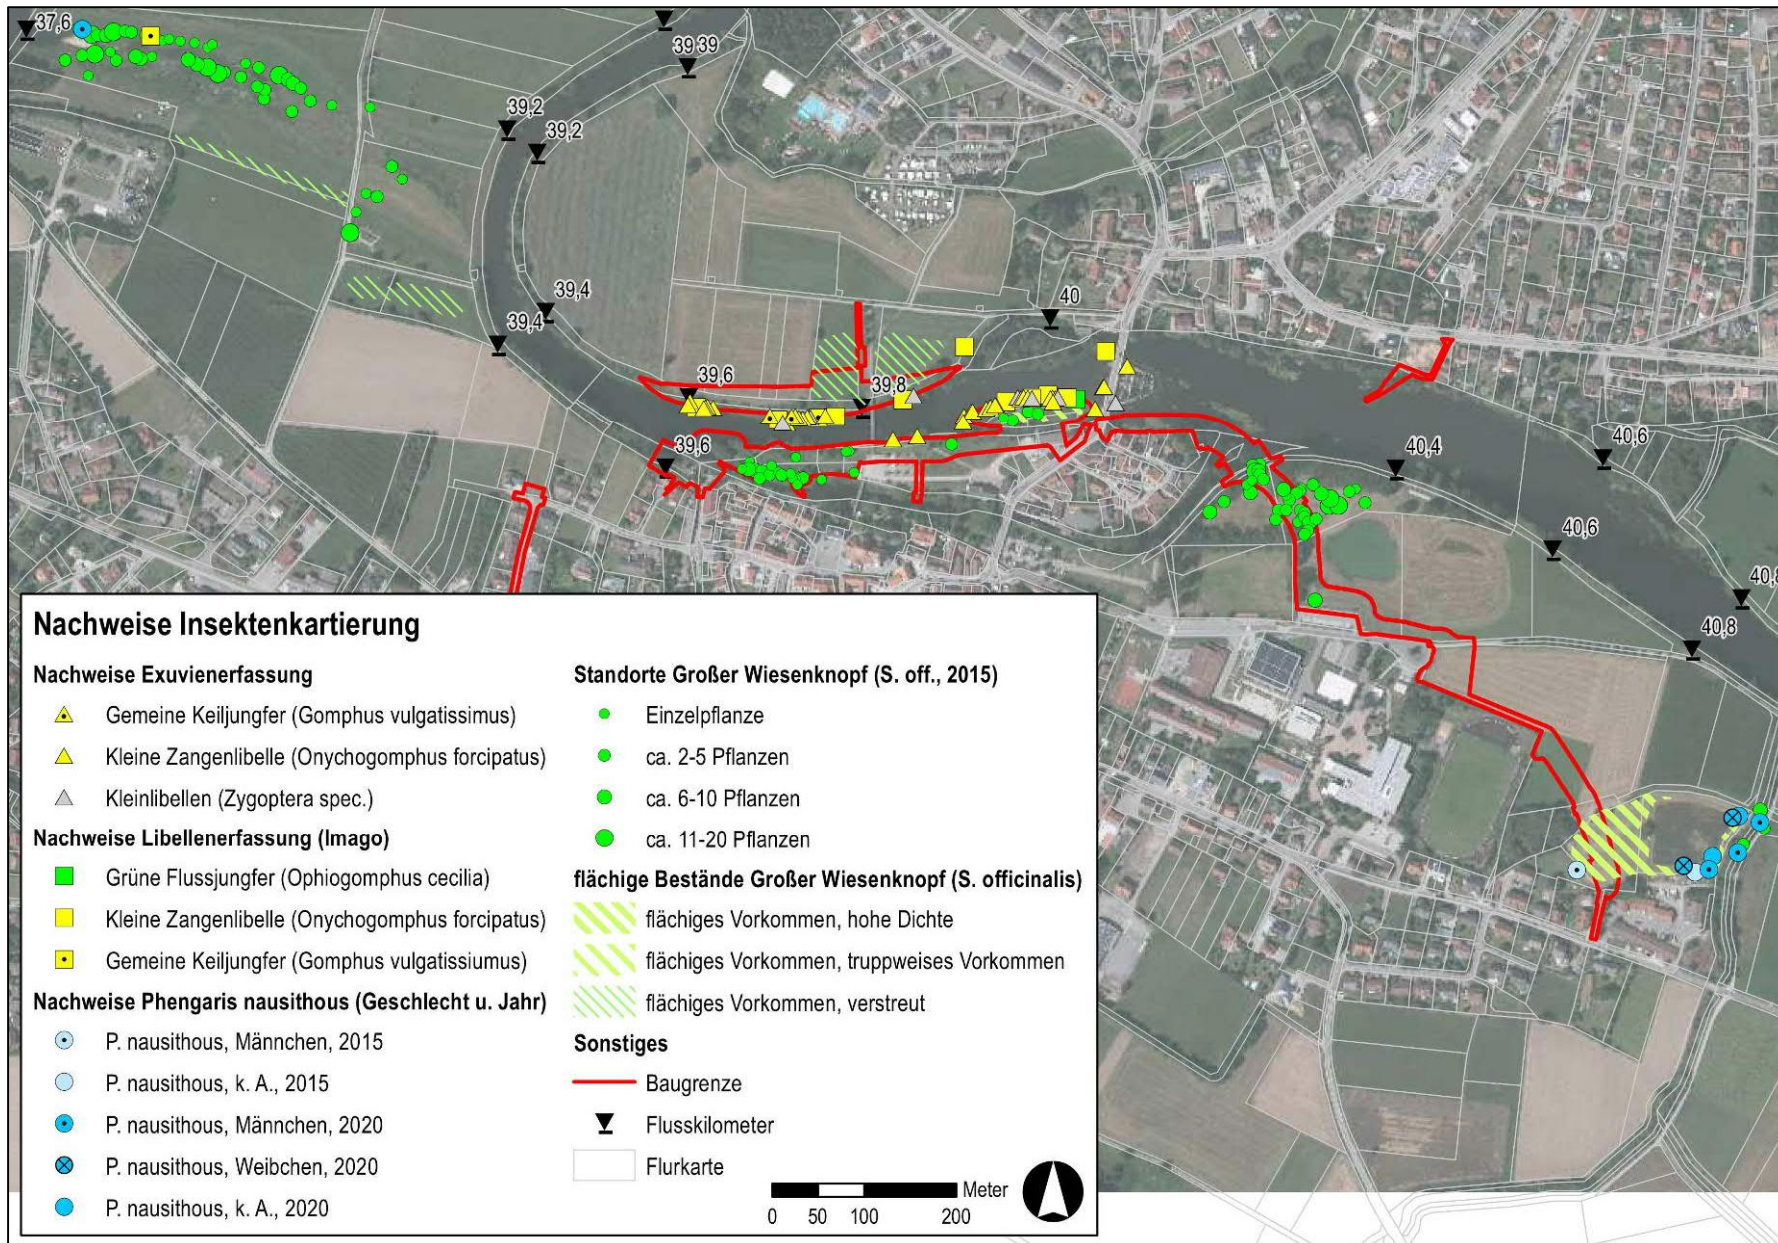 37,6
39
39
39,2
39,2
39,4
39,4
40
39,6
39,8
39,6
40,4
40,6
40,6
40,8
40,8
Nachweise Insektenkartierung
Nachweise Exuvienerfassung
Gemeine Keiljungfer (Gomphus vulgatissimus)
Kleine Zangenlibelle (Onychogomphus forcipatus)
Kleinlibellen (Zygoptera spec.)
Nachweise Libellenerfassung (Imago)
Grüne Flussjungfer (Ophiogomphus cecilia)
Kleine Zangenlibelle (Onychogomphus forcipatus)
Gemeine Keiljungfer (Gomphus vulgatissiumus)
Nachweise Phengaris nausithous (Geschlecht u. Jahr)
P. nausithous, Männchen, 2015
P. nausithous, k. A., 2015
P. nausithous, Männchen, 2020
P. nausithous, Weibchen, 2020
P. nausithous, k. A., 2020
Standorte Großer Wiesenknopf (S. off., 2015)
Einzelpflanze
ca. 2-5 Pflanzen
ca. 6-10 Pflanzen
ca. 11-20 Pflanzen
flächige Bestände Großer Wiesenknopf (S. officinalis)
flächiges Vorkommen, hohe Dichte
flächiges Vorkommen, truppweises Vorkommen
flächiges Vorkommen, verstreut
Sonstiges
Baugrenze
Flusskilometer
Flurkarte
Meter
0 50 100 200